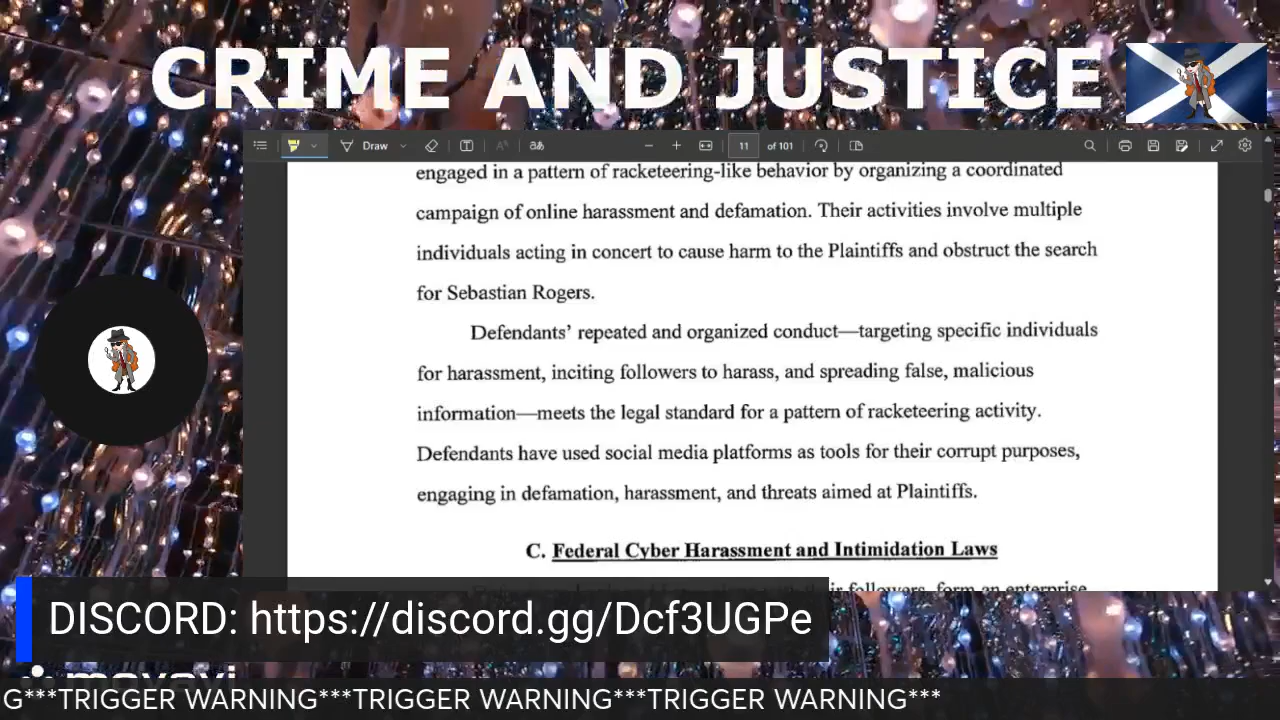 CRIME AND JUSTICE
Draw
11 of 101
engaged in a pattern of racketeering-like behavior by organizing a coordinated
campaign of online harassment and defamation. Their activities involve multiple
individuals acting in concert to cause harm to the Plaintiffs and obstruct the search
for Sebastian Rogers.
Defendants’ repeated and organized conduct—targeting specific individuals
for harassment, inciting followers to harass, and spreading false, malicious
information—meets the legal standard for a pattern of racketeering activity.
Defendants have used social media platforms as tools for their corrupt purposes,
engaging in defamation, harassment, and threats aimed at Plaintiffs.
C. Federal Cyber Harassment and Intimidation Laws
followers, form an enterprise
DISCORD: https://discord.gg/Dcf3UGPe
G***TRIGGER WARNING***TRIGGER WARNING***TRIGGER WARNING***